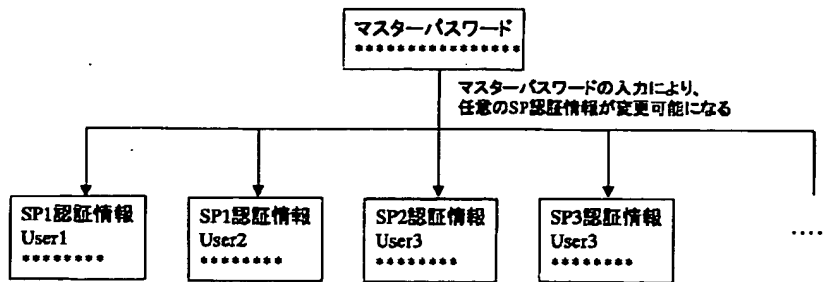 マスターパスワード
****************
マスターパスワードの入力により、
任意のSP認証情報が変更可能になる
SP1認証情報
User1
********
SP1認証情報
User2
********
SP2認証情報
User3
********
SP3認証情報
User3
********
....